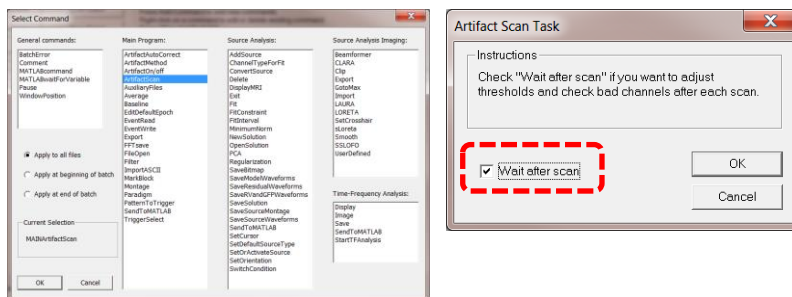 Select Command
General commands:
BatchError
Comment
MATLABcommand
MATLABwaitForVariable
Pause
WindowPosition
Apply to all files
Apply at beginning of batch
Apply at end of batch
Current Selection
MAINArtifactScan
OK
Cancel
Main Program:
ArtifactAutoCorrect
ArtifactMethod
ArtifactOn/off
ArtifactScan
AuxiliaryFiles
Average
Baseline
EditDefaultEpoch
EventRead
EventWrite
Export
FFTsave
FileOpen
Filter
ImportASCII
MarkBlock
Montage
Paradigm
PatternToTrigger
SendToMATLAB
TriggerSelect
Source Analysis:
AddSource
ChannelTypeForFit
ConvertSource
Delete
DisplayMRI
Exit
Fit
FitConstraint
FitInterval
MinimumNorm
NewSolution
OpenSolution
PCA
Regularization
SaveBitmap
SaveModelWaveforms
SaveResidualWaveforms
SaveRVandGFPWaveforms
SaveSolution
SaveSourceMontage
SaveSourceWaveforms
SendToMATLAB
SetCursor
SetDefaultSourceType
SetOrActivateSource
SetOrientation
SwitchCondition
Source Analysis Imaging:
Beamformer
CLARA
Clip
Export
GotoMax
Import
LAURA
LORETA
SetCrosshair
sLoreta
Smooth
SSLOFO
UserDefined
Time-Frequency Analysis:
Display
Image
Save
SendToMATLAB
StartTFAnalysis
Artifact Scan Task
Instructions
Check "Wait after scan" if you want to adjust
thresholds and check bad channels after each scan.
Wait after scan
OK
Cancel